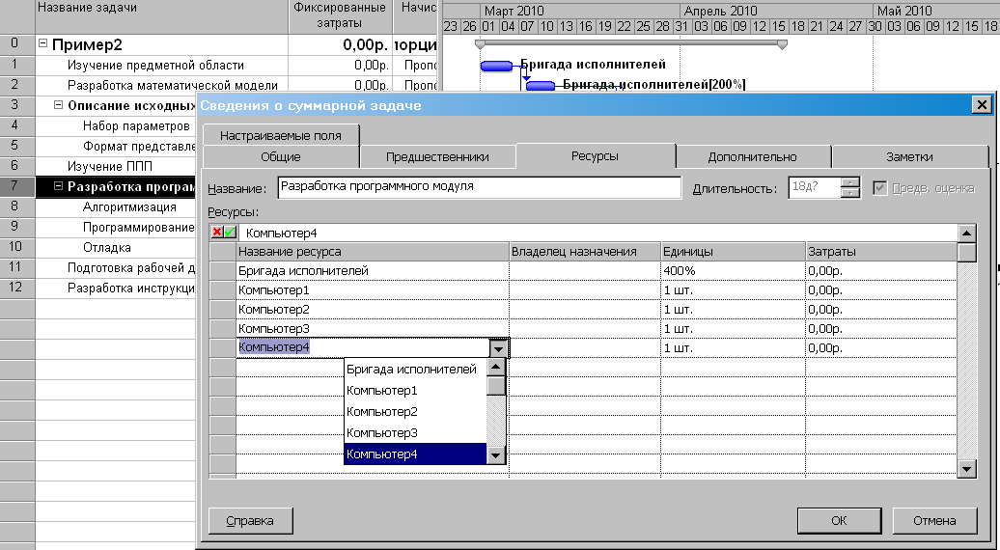 Название задачи Фиксированные затраты Начис
Март 2010 Апрель 2010 Май 2010
23 26 01 04 07 10 13 16 19 22 25 28 31 03 06 09 12 15 18 21 24 27 30 03 06 09 12 15 18
0 Пример2 0,00р. порци
1 Изучение предметной области 0,00р. Пропо
Бригада исполнителей
2 Разработка математической модели 0,00р. Пропо
Бригада исполнителей[200%]
3 Описание исходных
4 Набор параметров
5 Формат представле
6 Изучение ППП
7 Разработка програм
8 Алгоритмизация
9 Программирование
10 Отладка
11 Подготовка рабочей д
12 Разработка инструкци
Сведения о суммарной задаче
Настраиваемые поля
Общие Предшественники Ресурсы Дополнительно Заметки
Название: Разработка программного модуля Длительность: 18д? Предв. оценка
Ресурсы:
Компьютер4
Название ресурса Владелец назначения Единицы Затраты
Бригада исполнителей 400% 0,00р.
Компьютер1 1 шт. 0,00р.
Компьютер2 1 шт. 0,00р.
Компьютер3 1 шт. 0,00р.
Компьютер4 1 шт. 0,00р.
Бригада исполнителей
Компьютер1
Компьютер2
Компьютер3
Компьютер4
Справка ОК Отмена